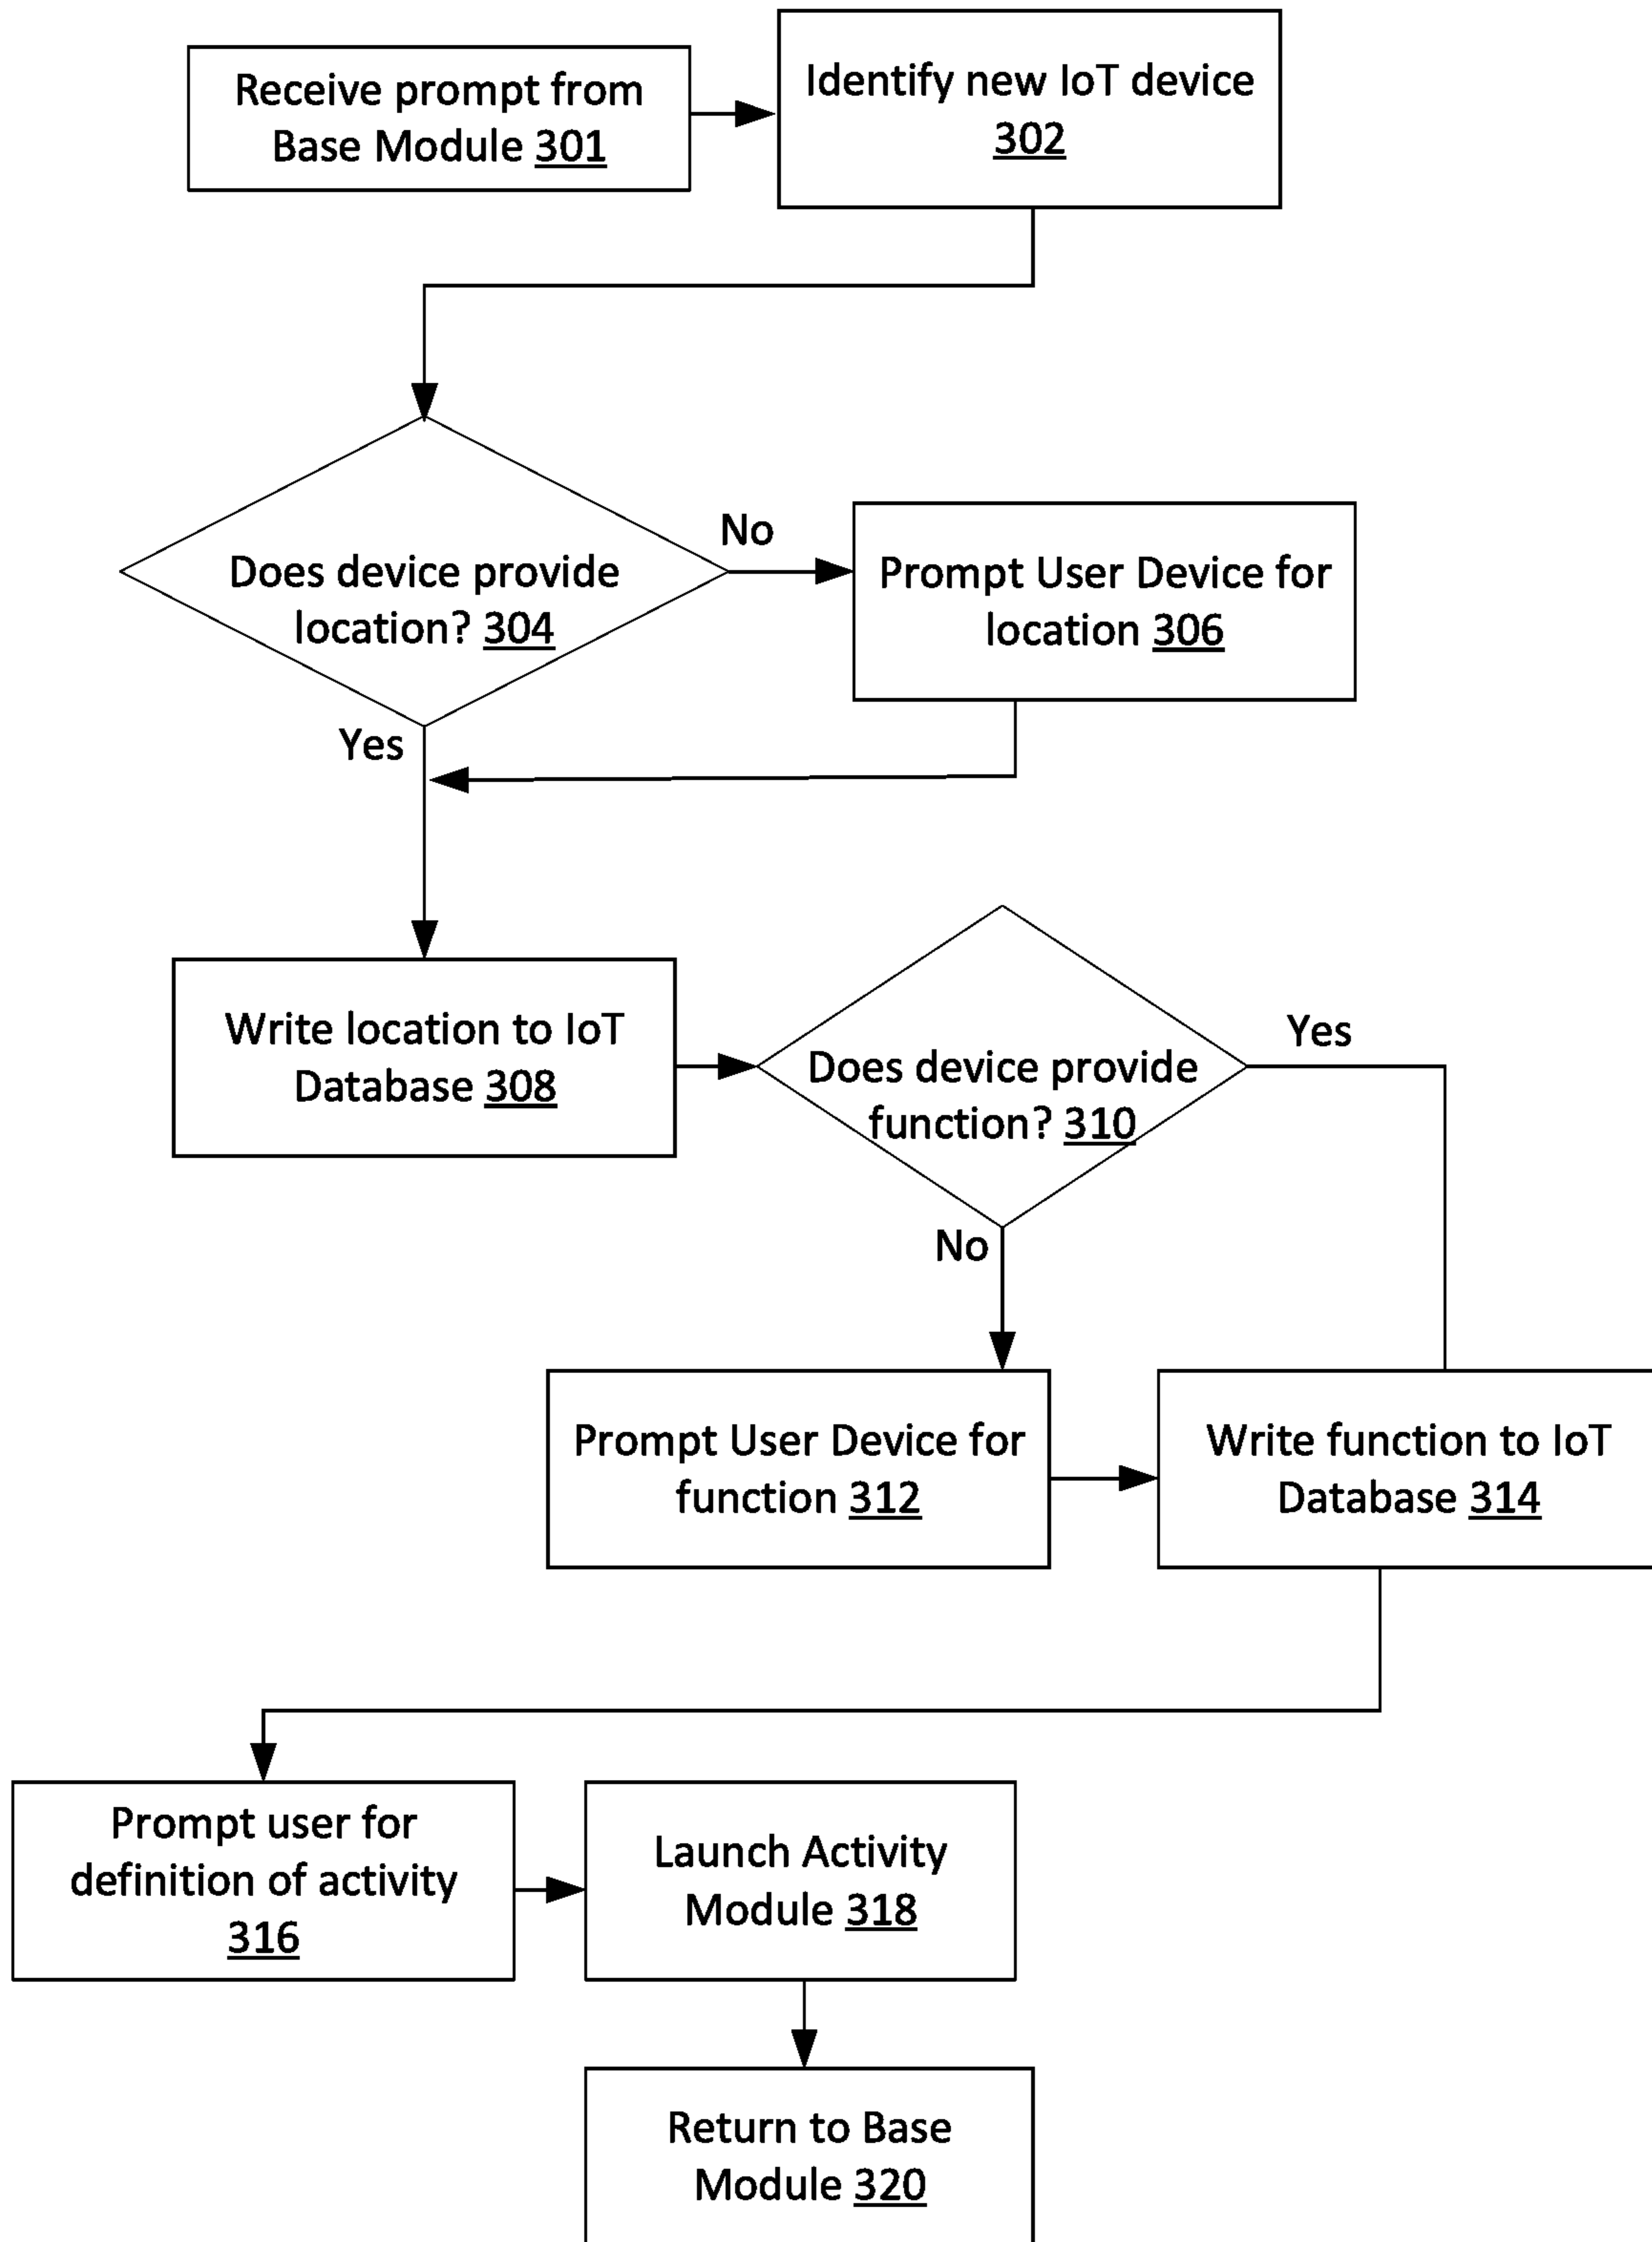 Receive prompt from
Base Module 301
Identify new IoT device
302
Does device provide
location? 304
No
Prompt User Device for
location 306
Yes
Write location to IoT
Database 308
Does device provide
function? 310
Yes
No
Prompt User Device for
function 312
Write function to IoT
Database 314
Prompt user for
definition of activity
316
Launch Activity
Module 318
Return to Base
Module 320